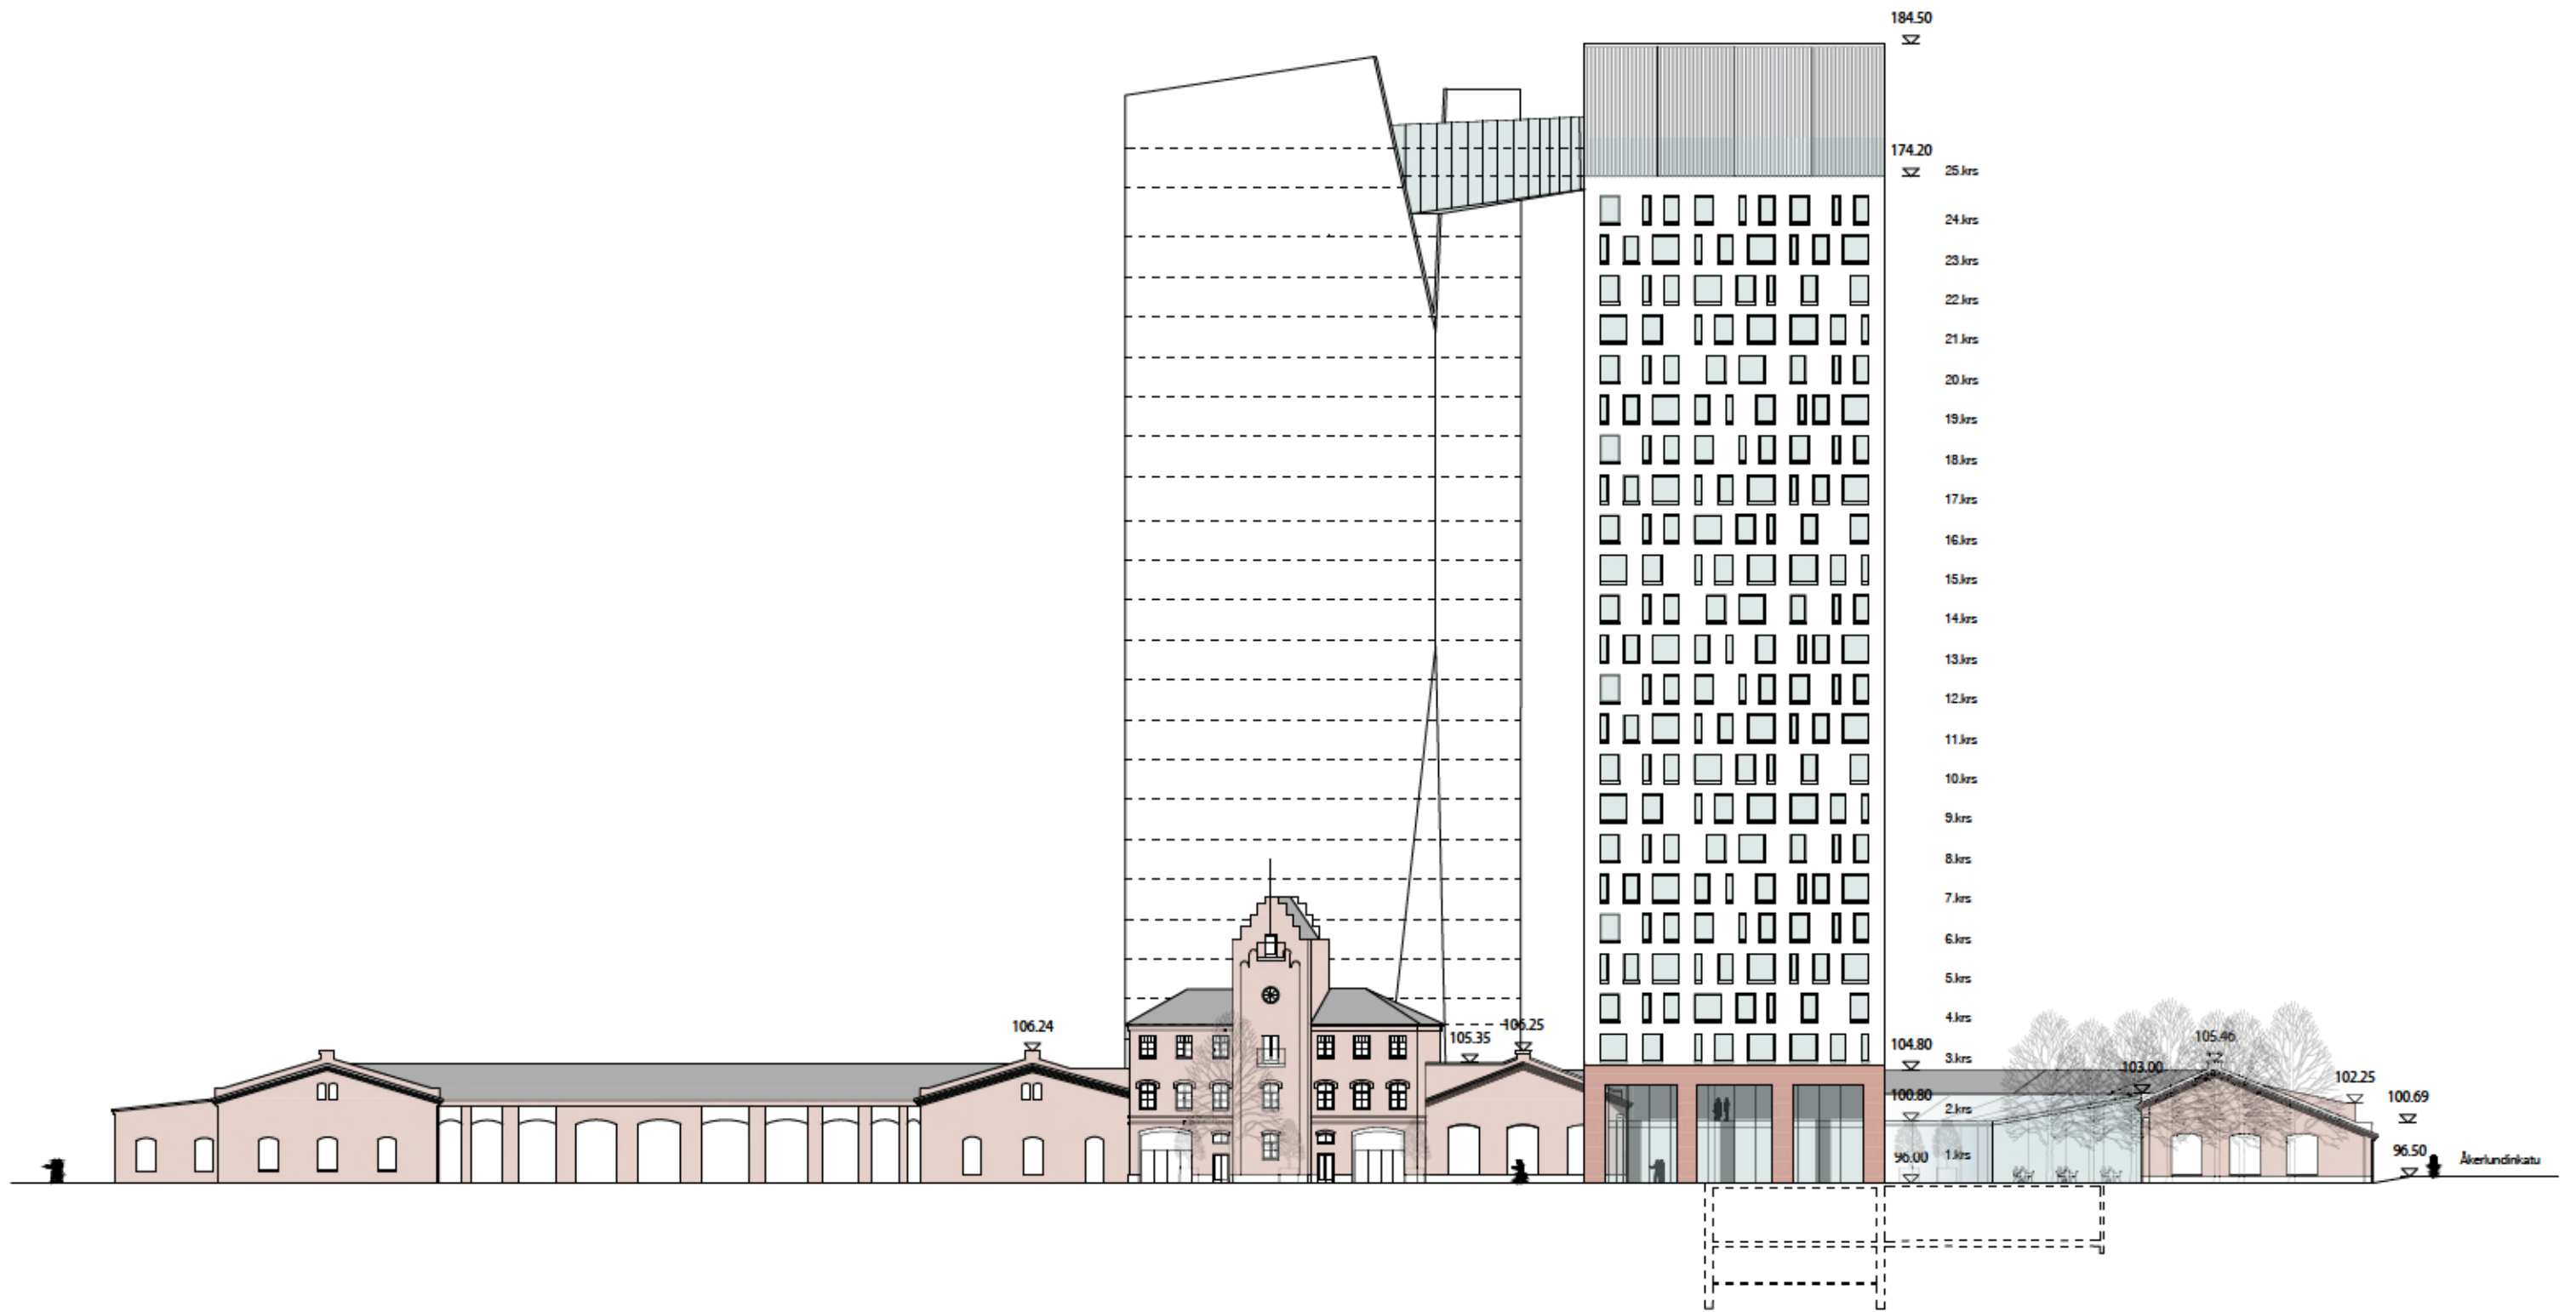 184.50
174.20
25.krs
24.krs
23.krs
22.krs
21.krs
20.krs
19.krs
18.krs
17.krs
16.krs
15.krs
14.krs
13.krs
12.krs
11.krs
10.krs
9.krs
8.krs
7.krs
6.krs
5.krs
4.krs
106.24
106.25
105.35
104.80
3.krs
105.46
103.00
102.25
100.80
2.krs
100.69
96.00
1.krs
96.50
Åkerlundinkatu